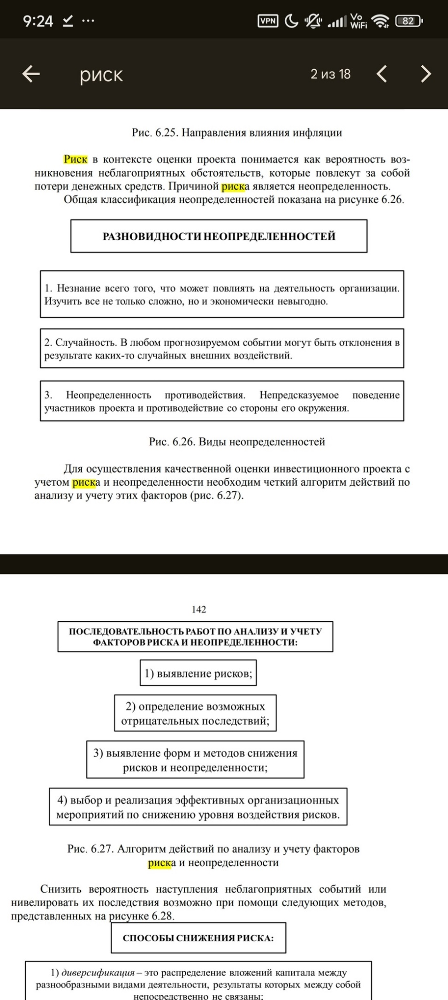 9:24
VPN
Vo
WiFi
82
риск
2 из 18
Рис. 6.25. Направления влияния инфляции
Риск в контексте оценки проекта понимается как вероятность воз-
никновения неблагоприятных обстоятельств, которые повлекут за собой
потери денежных средств. Причиной риска является неопределенность.
Общая классификация неопределенностей показана на рисунке 6.26.
РАЗНОВИДНОСТИ НЕОПРЕДЕЛЕННОСТЕЙ
1. Незнание всего того, что может повлиять на деятельность организации.
Изучить все не только сложно, но и экономически невыгодно.
2. Случайность. В любом прогнозируемом событии могут быть отклонения в
результате каких-то случайных внешних воздействий.
3. Неопределенность противодействия. Непредсказуемое поведение
участников проекта и противодействие со стороны его окружения.
Рис. 6.26. Виды неопределенностей
Для осуществления качественной оценки инвестиционного проекта с
учетом риска и неопределенности необходим четкий алгоритм действий по
анализу и учету этих факторов (рис. 6.27).
142
ПОСЛЕДОВАТЕЛЬНОСТЬ РАБОТ ПО АНАЛИЗУ И УЧЕТУ
ФАКТОРОВ РИСКА И НЕОПРЕДЕЛЕННОСТИ:
1) выявление рисков;
2) определение возможных
отрицательных последствий;
3) выявление форм и методов снижения
рисков и неопределенности;
4) выбор и реализация эффективных организационных
мероприятий по снижению уровня воздействия рисков.
Рис. 6.27. Алгоритм действий по анализу и учету факторов
риска и неопределенности
Снизить вероятность наступления неблагоприятных событий или
нивелировать их последствия возможно при помощи следующих методов,
представленных на рисунке 6.28.
СПОСОБЫ СНИЖЕНИЯ РИСКА:
1) диверсификация – это распределение вложений капитала между
разнообразными видами деятельности, результаты которых между собой
непосредственно не связаны;